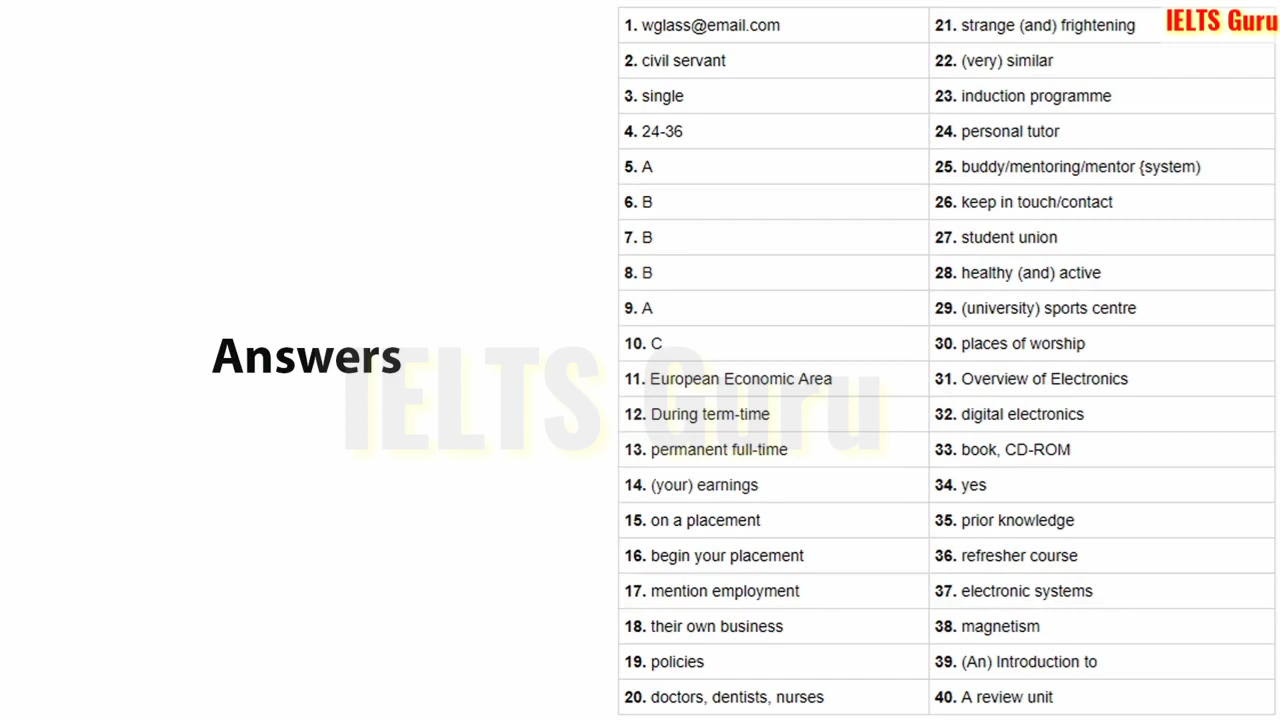 IELTS Guru
Answers
IELTS Guru
1. wglass@email.com
2. civil servant
3. single
4. 24-36
5. A
6. B
7. B
8. B
9. A
10. C
11. European Economic Area
12. During term-time
13. permanent full-time
14. (your) earnings
15. on a placement
16. begin your placement
17. mention employment
18. their own business
19. policies
20. doctors, dentists, nurses
21. strange (and) frightening
22. (very) similar
23. induction programme
24. personal tutor
25. buddy/mentoring/mentor {system)
26. keep in touch/contact
27. student union
28. healthy (and) active
29. (university) sports centre
30. places of worship
31. Overview of Electronics
32. digital electronics
33. book, CD-ROM
34. yes
35. prior knowledge
36. refresher course
37. electronic systems
38. magnetism
39. (An) Introduction to
40. A review unit